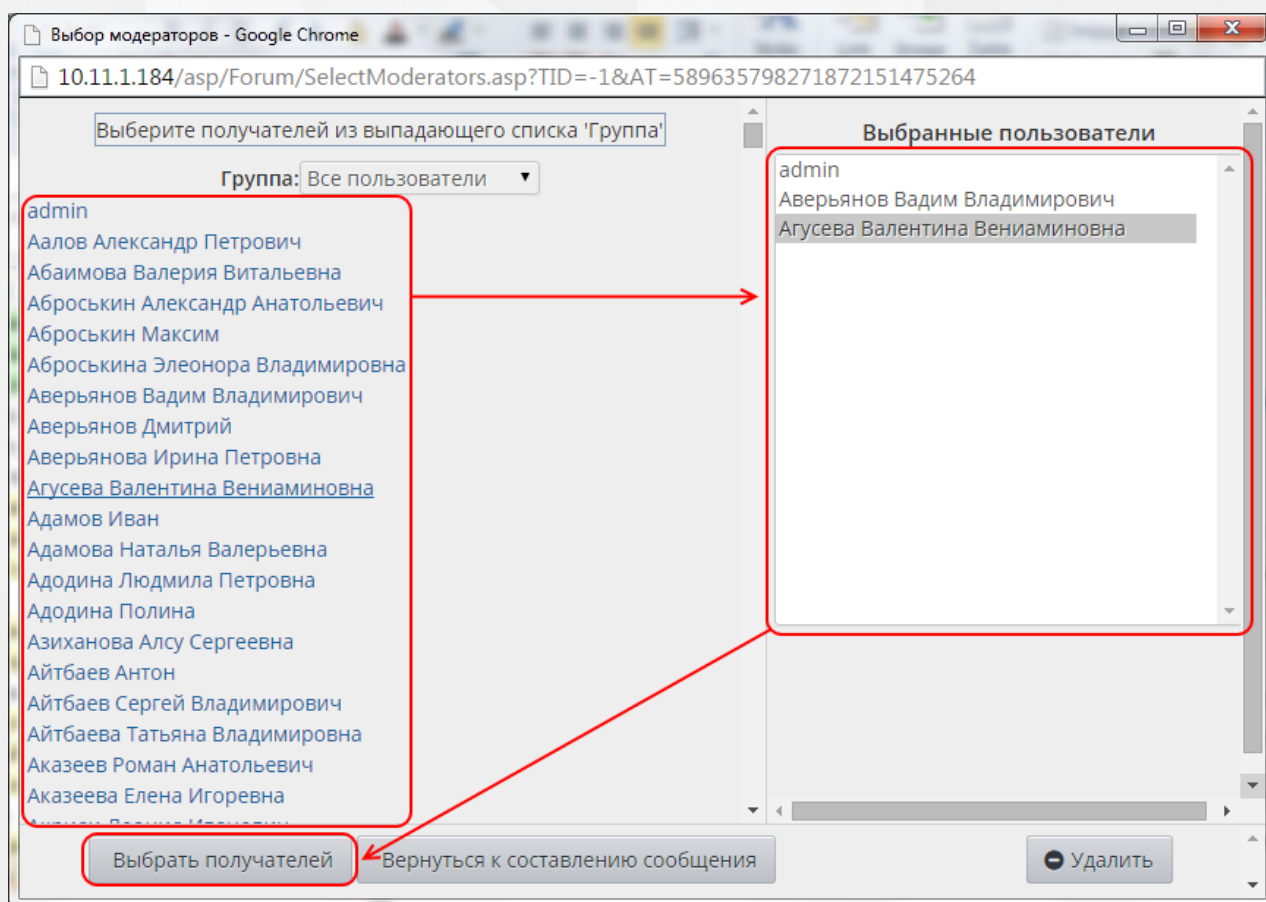 Выбор модераторов - Google Chrome
10.11.1.184/asp/Forum/SelectModerators.asp?TID=-1&AT=589635798271872151475264
Выберите получателей из выпадающего списка 'Группа'
Группа: Все пользователи
admin
Аалов Александр Петрович
Абаимова Валерия Витальевна
Аброськин Александр Анатольевич
Аброськин Максим
Аброськина Элеонора Владимировна
Аверьянов Вадим Владимирович
Аверьянов Дмитрий
Аверьянова Ирина Петровна
Агусева Валентина Вениаминовна
Адамов Иван
Адамова Наталья Валерьевна
Адодина Людмила Петровна
Адодина Полина
Азиханова Алсу Сергеевна
Айтбаев Антон
Айтбаев Сергей Владимирович
Айтбаева Татьяна Владимировна
Аказеев Роман Анатольевич
Аказеева Елена Игоревна
Выбранные пользователи
admin
Аверьянов Вадим Владимирович
Агусева Валентина Вениаминовна
Выбрать получателей
Вернуться к составлению сообщения
Удалить